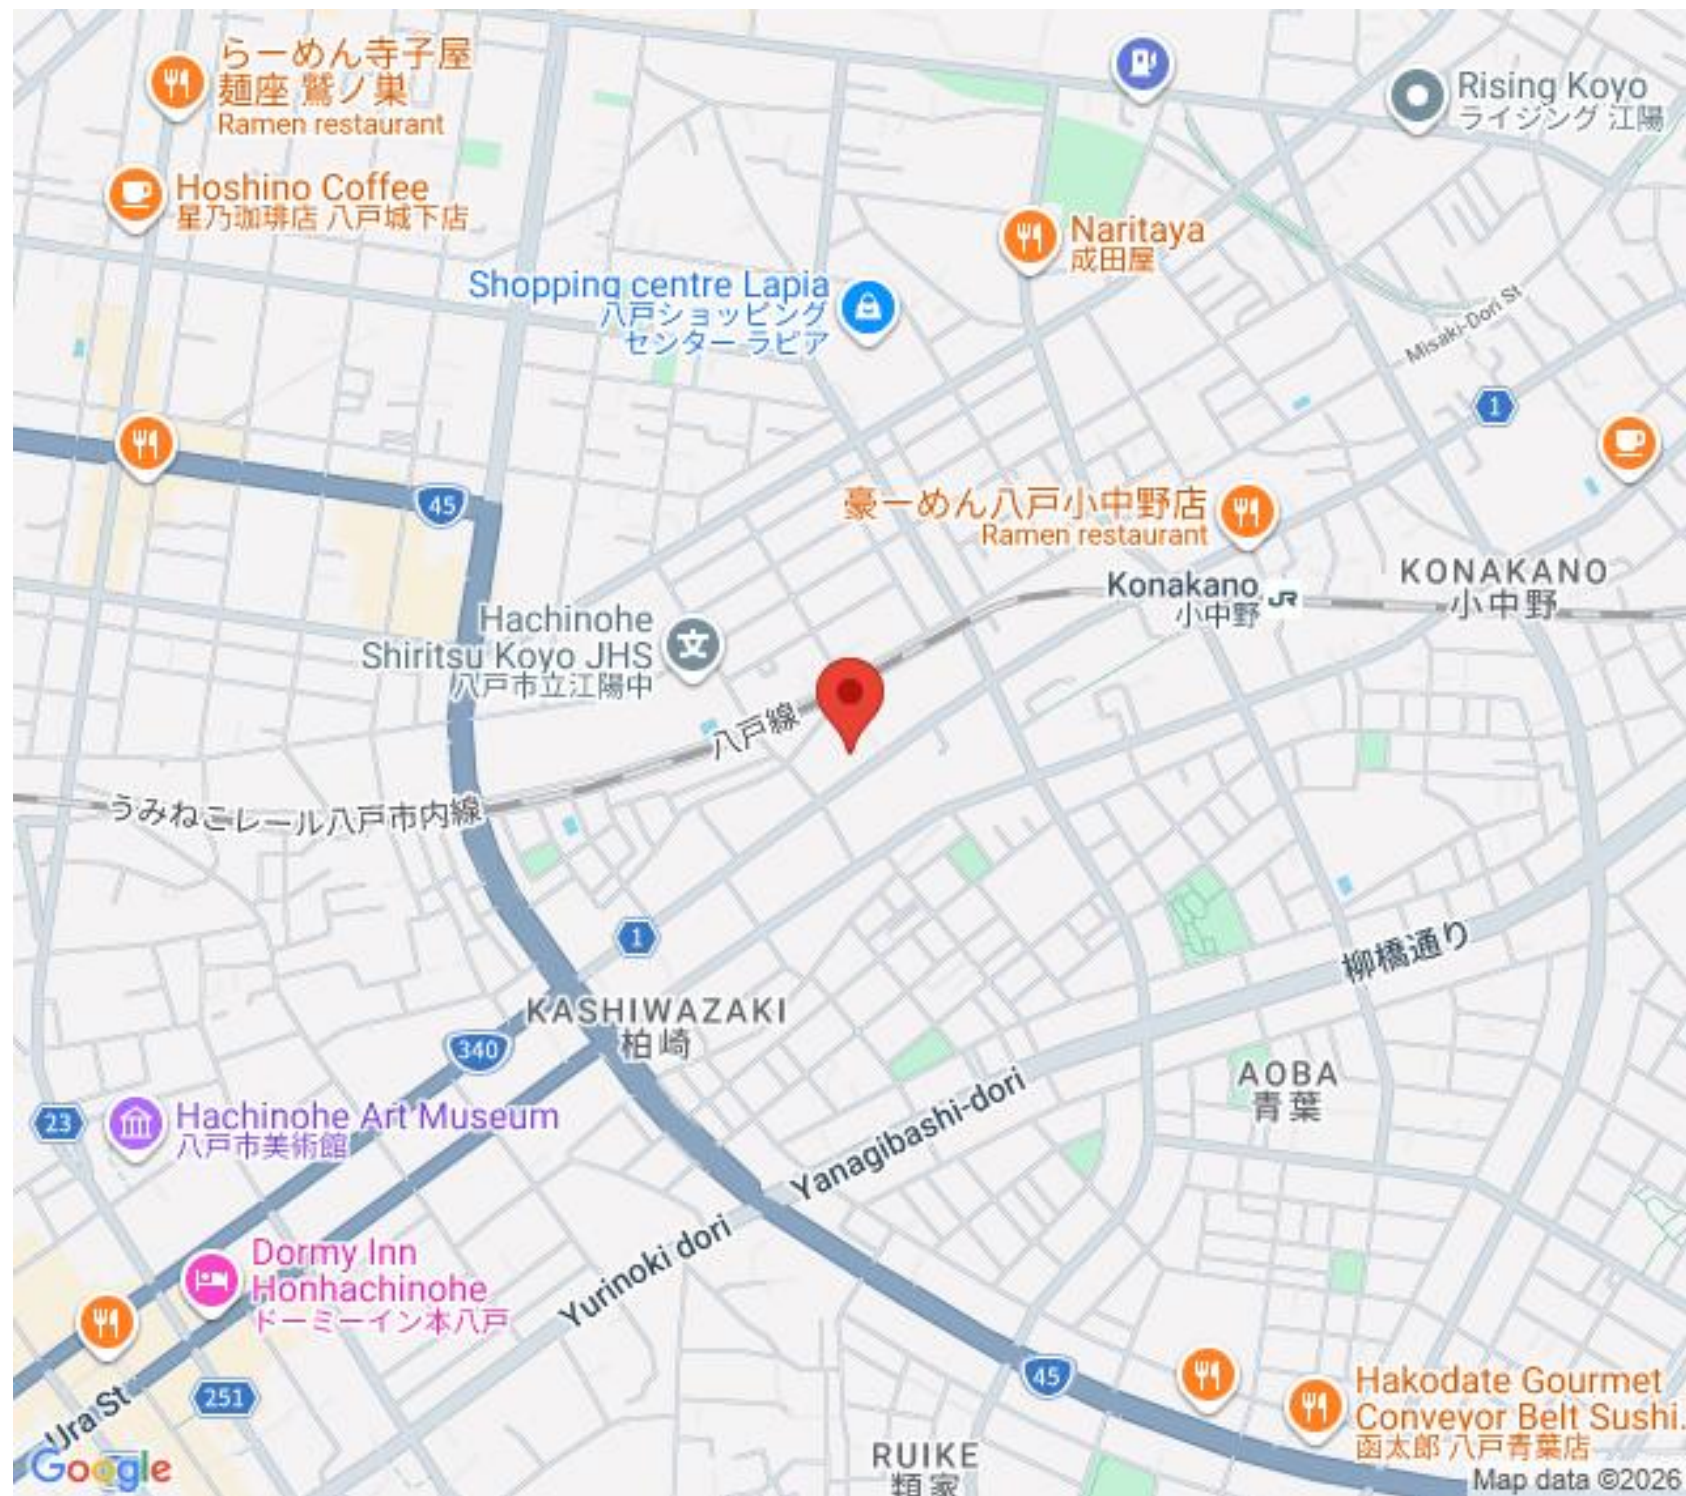 らーめん寺子屋
麺座 鷲ノ巣
Ramen restaurant
Rising Koyo
ライジング 江陽
Hoshino Coffee
星乃珈琲店 八戸城下店
Naritaya
成田屋
Shopping centre Lapia
八戸ショッピング
センター ラピア
Misaki-Dori St
1
45
豪ーめん八戸小中野店
Ramen restaurant
Konakano
小中野
JR
KONAKANO
小中野
Hachinohe
Shiritsu Koyo JHS
八戸市立江陽中
文
八戸線
うみねこレール八戸市内線
1
柳橋通り
KASHIWAZAKI
柏崎
340
AOBA
青葉
23
Hachinohe Art Museum
八戸市美術館
Yanagibashi-dori
Yurinoki dori
Dormy Inn
Honhachinohe
ドーミーイン本八戸
251
45
Ura St
Hakodate Gourmet
Conveyor Belt Sushi.
函太郎 八戸青葉店
RUIKE
類家
Google
Map data ©2026